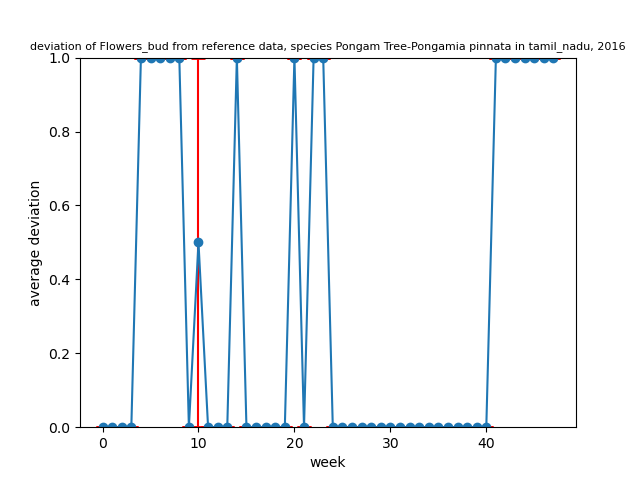 deviation of Flowers_bud from reference data, species Pongam Tree-Pongamia pinnata in tamil_nadu, 2016
1.0
0.8
0.6
0.4
0.2
0.0
average deviation
0 10 20 30 40
week